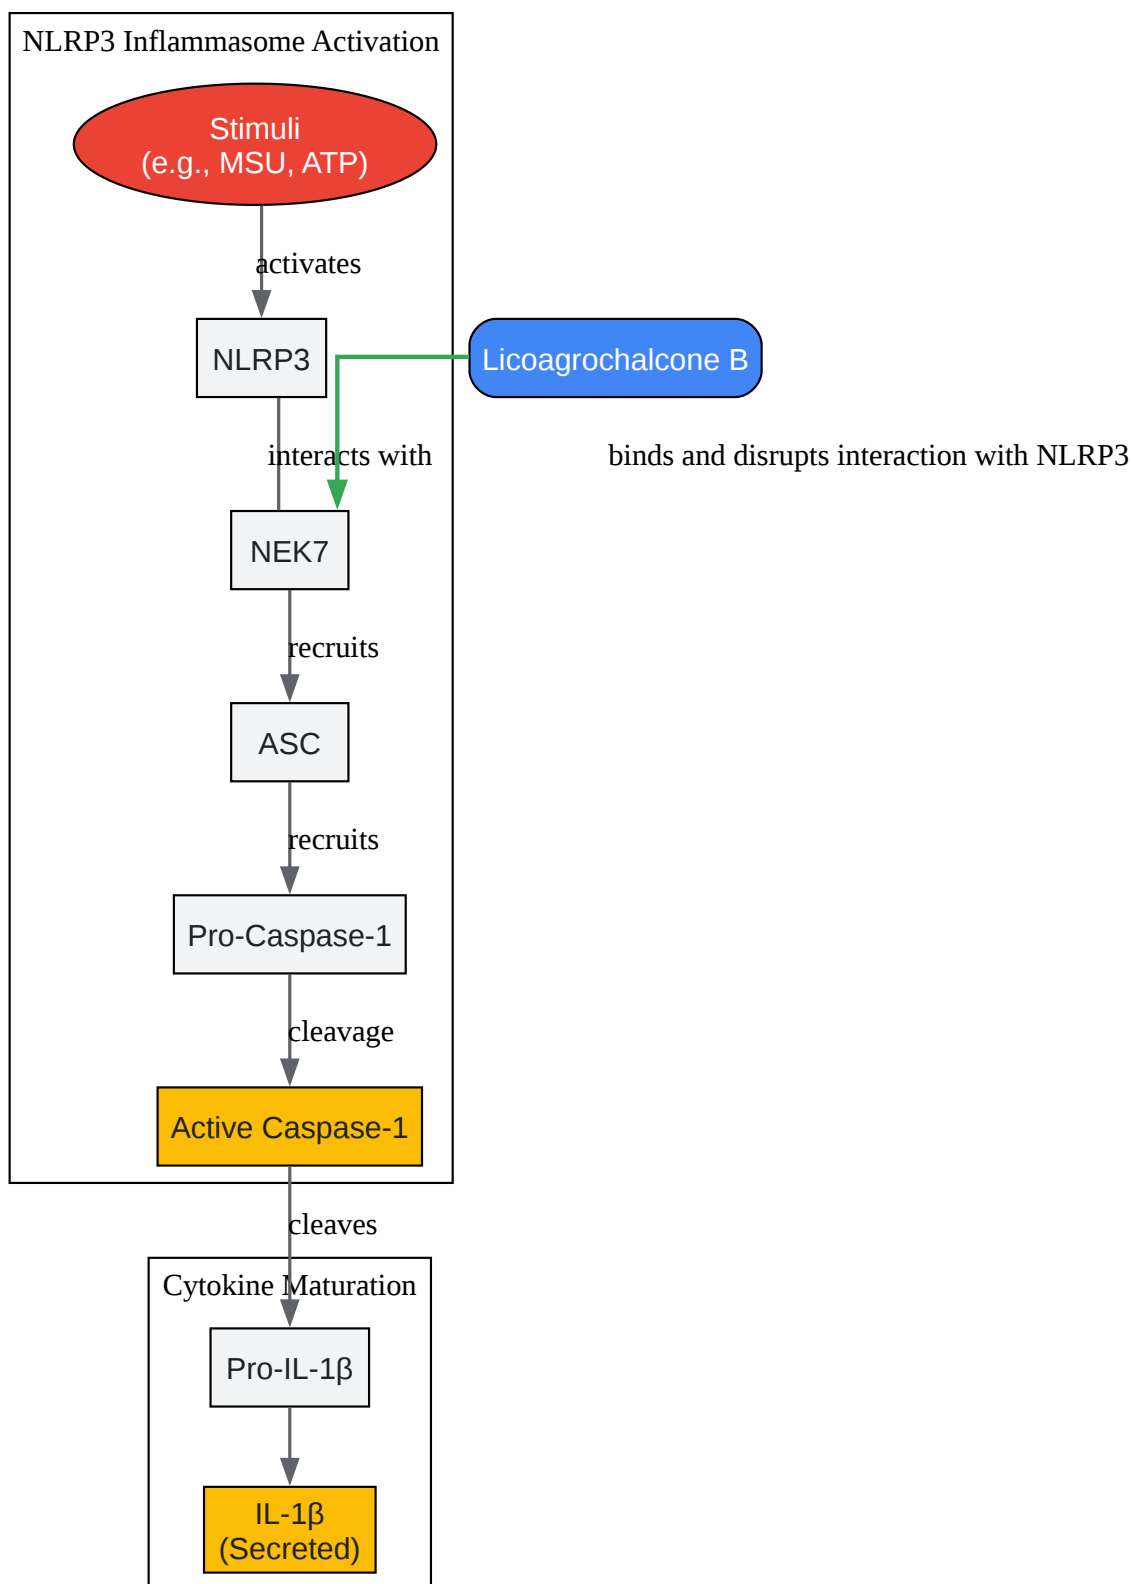 NLRP3 Inflammasome Activation
Stimuli
(e.g., MSU, ATP)
activates
NLRP3
Licoagrochalcone B
interacts with
binds and disrupts interaction with NLRP3
NEK7
recruits
ASC
recruits
Pro-Caspase-1
cleavage
Active Caspase-1
cleaves
Cytokine Maturation
Pro-IL-1β
IL-1β
(Secreted)